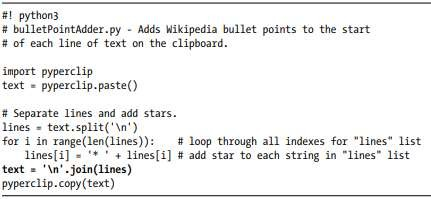 #! python3
# bulletPointAdder.py - Adds Wikipedia bullet points to the start
# of each line of text on the clipboard.

import pyperclip
text = pyperclip.paste()

# Separate lines and add stars.
lines = text.split('\n')
for i in range(len(lines)):    # loop through all indexes for "lines" list
    lines[i] = '* ' + lines[i] # add star to each string in "lines" list
text = '\n'.join(lines)
pyperclip.copy(text)